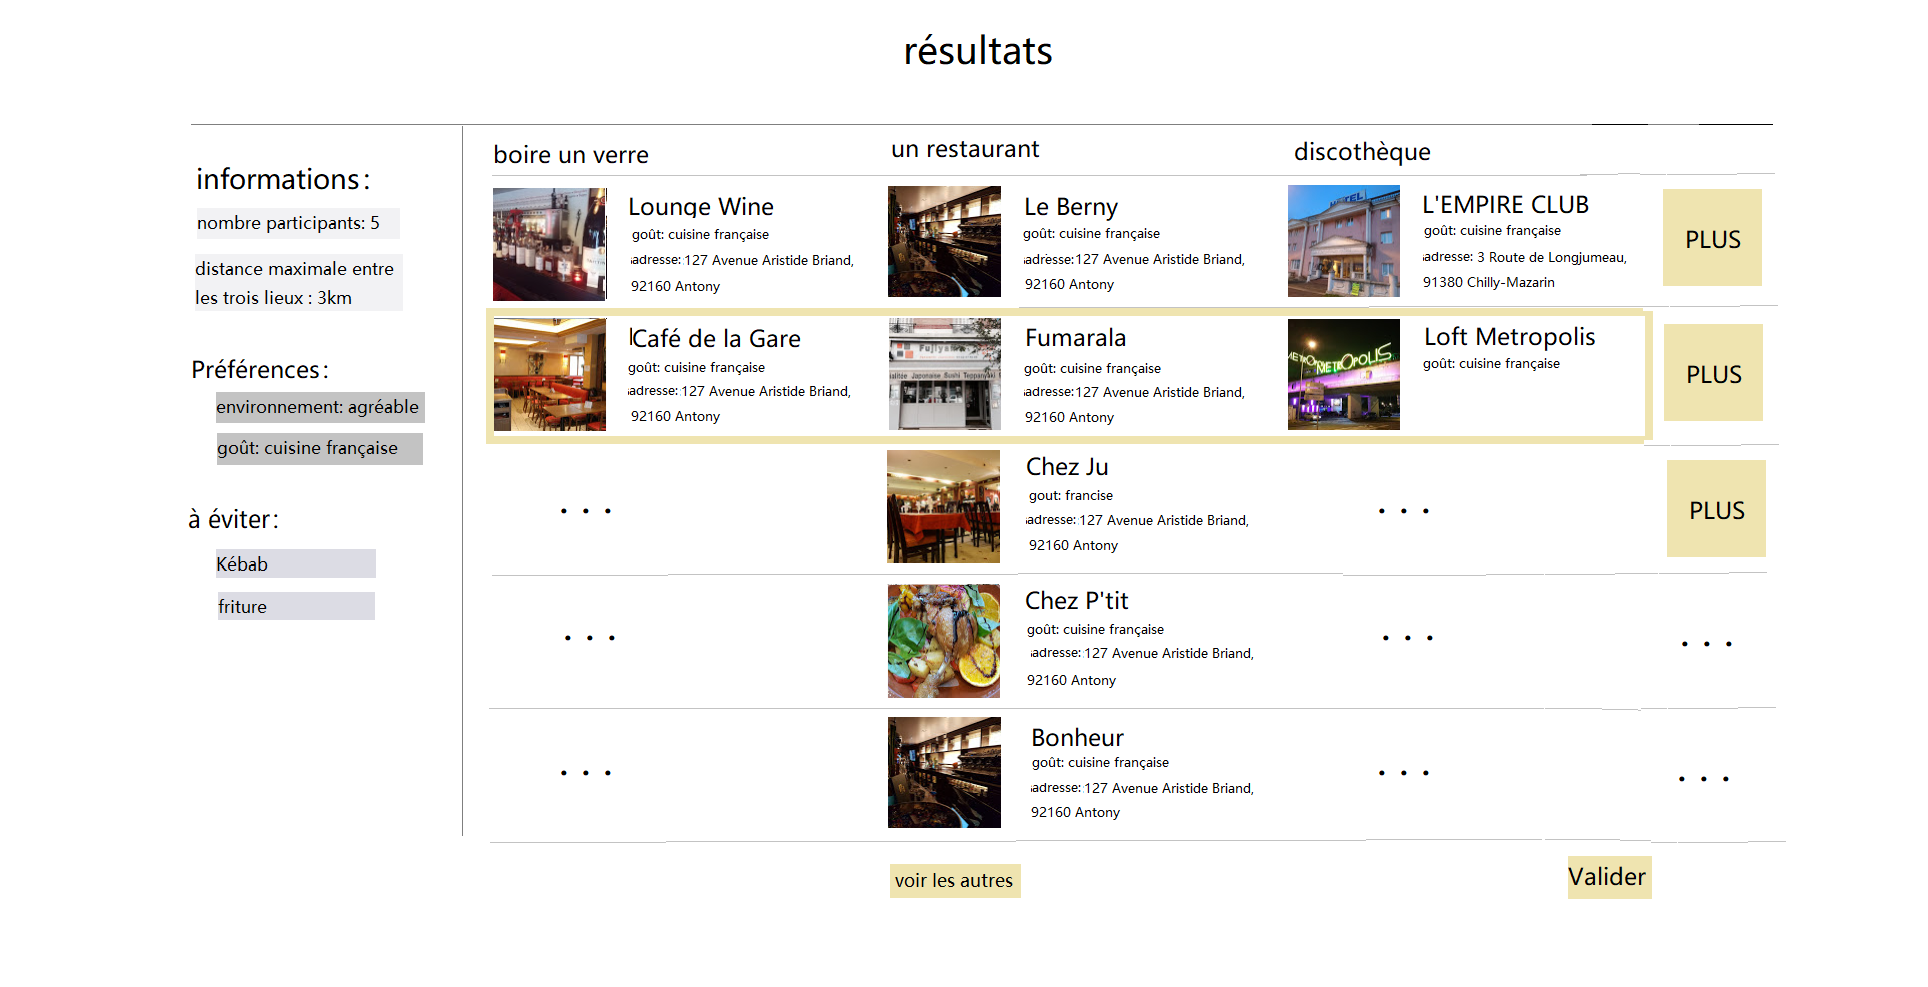 résultats
informations :
nombre participants: 5
distance maximale entre
les trois lieux : 3km
Préférences :
environnement: agréable
goût: cuisine française
à éviter :
Kébab
friture
boire un verre
un restaurant
discothèque
Lounge Wine
goût: cuisine française
adresse: 127 Avenue Aristide Briand,
92160 Antony
Le Berny
goût: cuisine française
adresse: 127 Avenue Aristide Briand,
92160 Antony
L'EMPIRE CLUB
goût: cuisine française
adresse: 3 Route de Longjumeau,
91380 Chilly-Mazarin
HOTEL
PLUS
Café de la Gare
goût: cuisine française
adresse: 127 Avenue Aristide Briand,
92160 Antony
Fujiya
Japonaise Sushi Teppanyaki
Fumarala
goût: cuisine française
adresse: 127 Avenue Aristide Briand,
92160 Antony
METROPOLIS
Loft Metropolis
goût: cuisine française
PLUS
. . .
Chez Ju
gout: francise
adresse: 127 Avenue Aristide Briand,
92160 Antony
. . .
PLUS
. . .
Chez P'tit
goût: cuisine française
adresse: 127 Avenue Aristide Briand,
92160 Antony
. . .
. . .
. . .
Bonheur
goût: cuisine française
adresse: 127 Avenue Aristide Briand,
92160 Antony
. . .
. . .
voir les autres
Valider